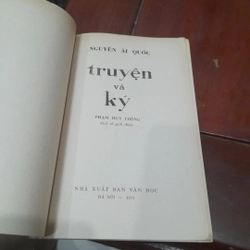 NGUYỄN ÁI QUỐC
truyện
và
ký
PHẠM HUY THÔNG
NHÀ XUẤT BẢN VĂN HỌC
HÀ NỘI —